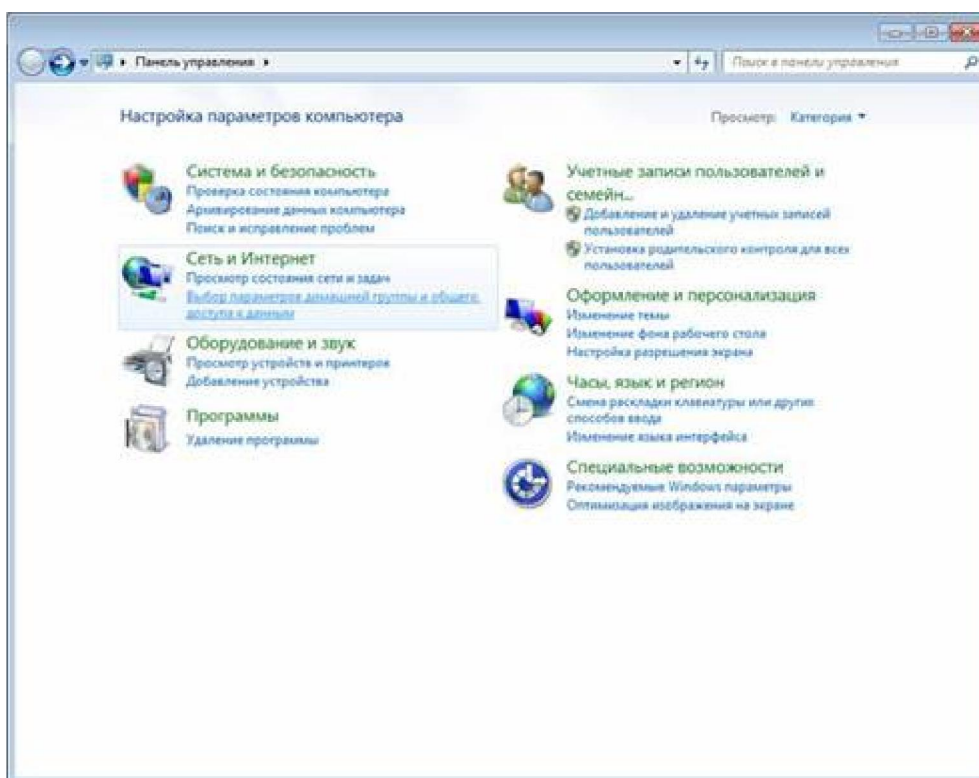 Панель управления
Поиск в панели управления
Настройка параметров компьютера
Просмотр: Категория
Система и безопасность
Проверка состояния компьютера
Архивирование данных компьютера
Поиск и исправление проблем
Сеть и Интернет
Просмотр состояния сети и задач
Выбор параметров домашней группы и общего
доступа к данным
Оборудование и звук
Просмотр устройств и принтеров
Добавление устройства
Программы
Удаление программы
Учетные записи пользователей и
семейн...
Добавление и удаление учетных записей
пользователей
Установка родительского контроля для всех
пользователей
Оформление и персонализация
Изменение темы
Изменение фона рабочего стола
Настройка разрешения экрана
Часы, язык и регион
Смена раскладки клавиатуры или других
способов ввода
Изменение языка интерфейса
Специальные возможности
Рекомендуемые Windows параметры
Оптимизация изображения на экране